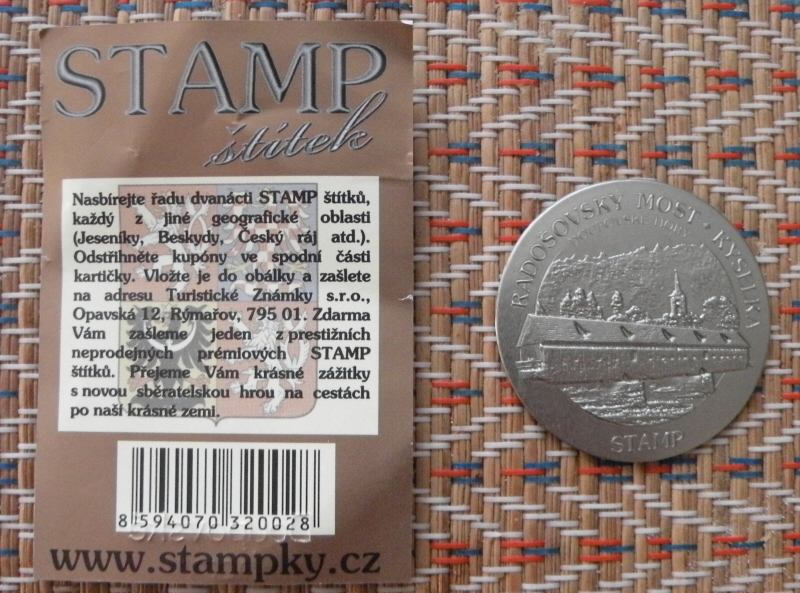 STAMP
štítek
Nasbírejte řadu dvanácti STAMP štítků,
každý z jiné geografické oblasti
(Jeseníky, Beskydy, Český ráj atd.).
Odstřihněte kupóny ve spodní části
kartičky. Vložte je do obálky a zašlete
na adresu Turistické Známky s.r.o.,
Opavská 12, Rýmařov, 795 01. Zdarma
Vám zašleme jeden z prestižních
neprodejných prémlových STAMP
štítků. Přejeme Vám krásné zážitky
s novou sběratelskou hrou na cestách
po naší krásné zemi.
8 594070 320028
www.stampky.cz
RADOŠOVSKÝ MOST · KYSELKA
STAMP